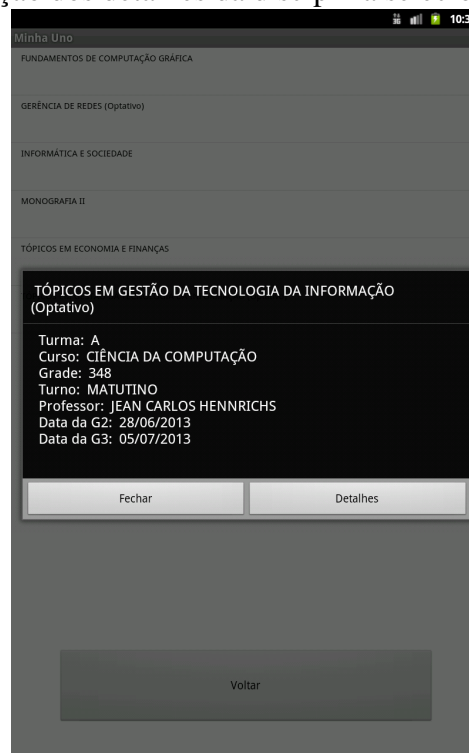 10:3
Minha Uno
FUNDAMENTOS DE COMPUTAÇÃO GRÁFICA
GERÊNCIA DE REDES (Optativo)
INFORMÁTICA E SOCIEDADE
MONOGRAFIA II
TÓPICOS EM ECONOMIA E FINANÇAS
TÓPICOS EM GESTÃO DA TECNOLOGIA DA INFORMAÇÃO
(Optativo)
Turma: A
Curso: CIÊNCIA DA COMPUTAÇÃO
Grade: 348
Turno: MATUTINO
Professor: JEAN CARLOS HENNRICHS
Data da G2: 28/06/2013
Data da G3: 05/07/2013
Fechar Detalhes
Voltar